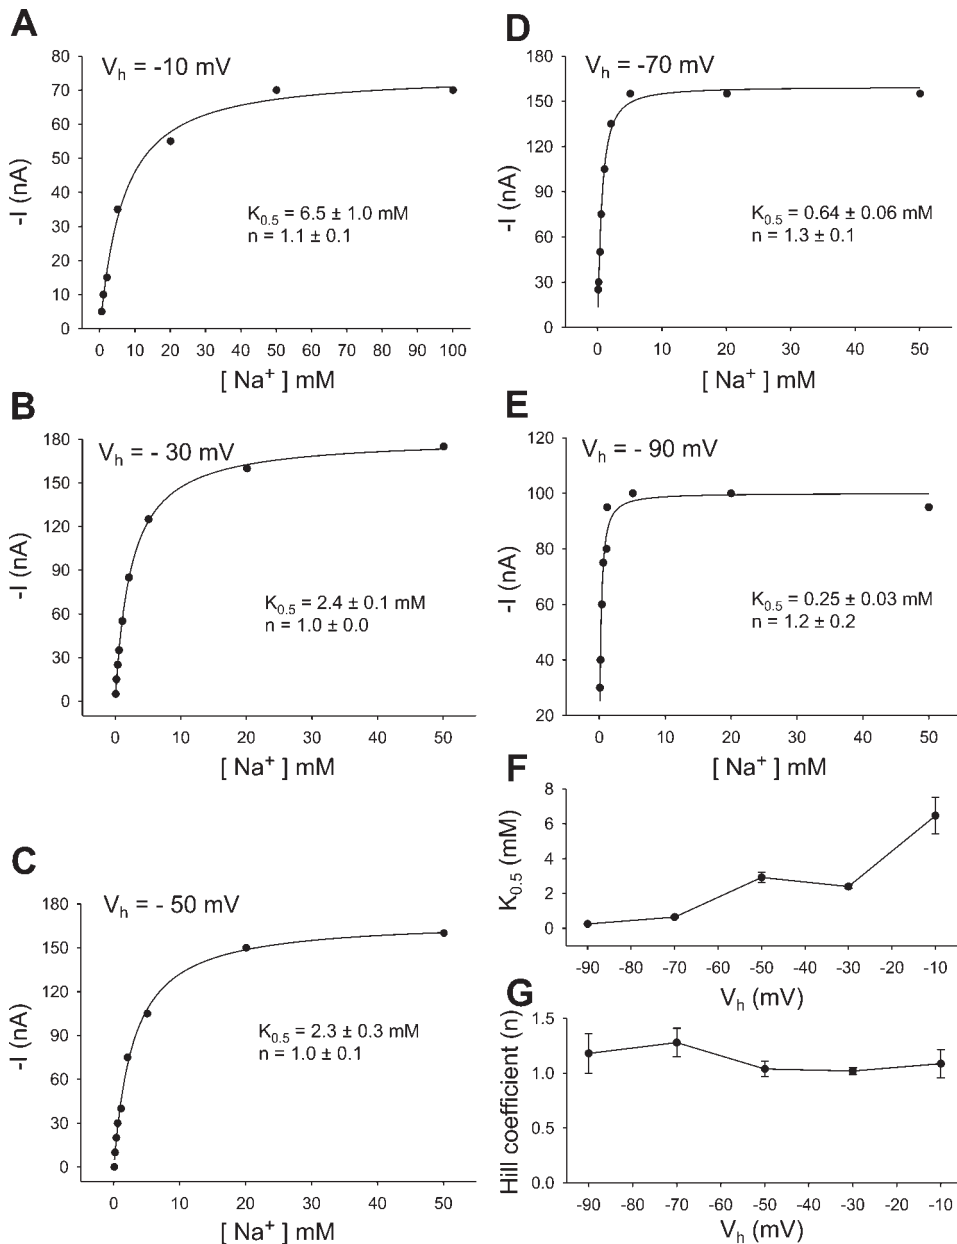 A
V_h = -10 mV
80
70
60
50
40
30
20
10
0
-I (nA)
K_0.5 = 6.5 ± 1.0 mM
n = 1.1 ± 0.1
0 10 20 30 40 50 60 70 80 90 100
[ Na⁺ ] mM
B
V_h = - 30 mV
180
150
120
90
60
30
0
-I (nA)
K_0.5 = 2.4 ± 0.1 mM
n = 1.0 ± 0.0
0 10 20 30 40 50
[ Na⁺ ] mM
C
V_h = - 50 mV
180
150
120
90
60
30
0
-I (nA)
K_0.5 = 2.3 ± 0.3 mM
n = 1.0 ± 0.1
0 10 20 30 40 50
[ Na⁺ ] mM
D
V_h = -70 mV
180
150
120
90
60
30
0
-I (nA)
K_0.5 = 0.64 ± 0.06 mM
n = 1.3 ± 0.1
0 10 20 30 40 50
[ Na⁺ ] mM
E
V_h = - 90 mV
120
100
80
60
40
20
-I (nA)
K_0.5 = 0.25 ± 0.03 mM
n = 1.2 ± 0.2
0 10 20 30 40 50
[ Na⁺ ] mM
F
8
6
4
2
0
K_0.5 (mM)
-90 -80 -70 -60 -50 -40 -30 -20 -10
V_h (mV)
G
1.5
1.0
0.5
0.0
Hill coefficient (n)
-90 -80 -70 -60 -50 -40 -30 -20 -10
V_h (mV)